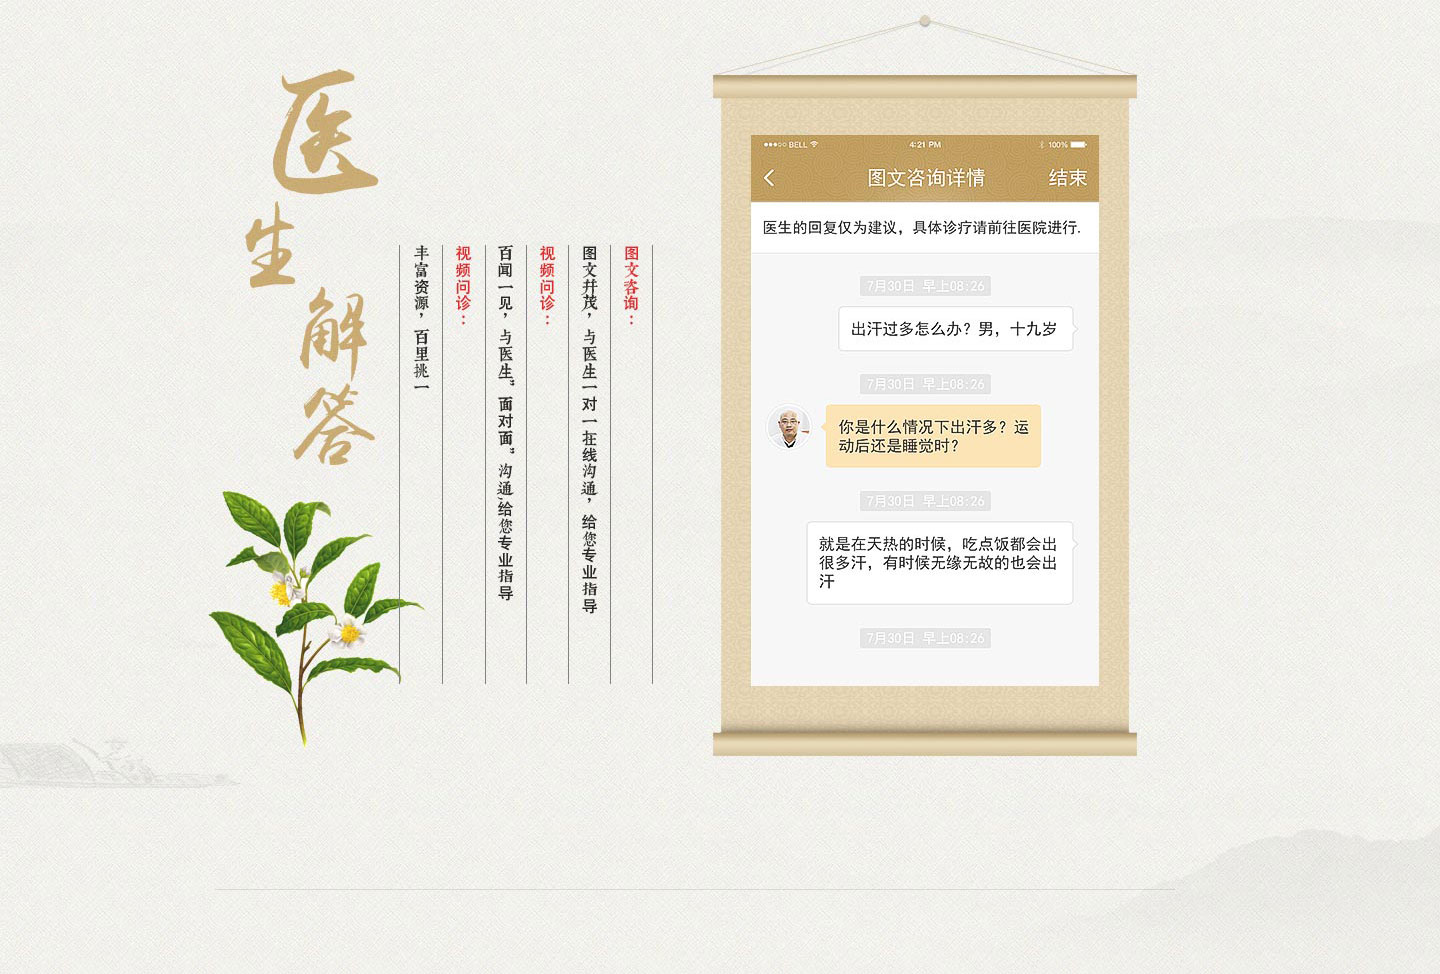 医生解答
图文咨询：
图文并茂，与医生一对一在线沟通，给您专业指导
视频问诊：
百闻一见，与医生”面对面”沟通,给您专业指导
视频问诊：
丰富资源，百里挑一
BELL
4:21 PM
100%
图文咨询详情
结束
医生的回复仅为建议，具体诊疗请前往医院进行.
7月30日 早上08:26
出汗过多怎么办？男，十九岁
7月30日 早上08:26
你是什么情况下出汗多？运
动后还是睡觉时？
7月30日 早上08:26
就是在天热的时候，吃点饭都会出
很多汗，有时候无缘无故的也会出
汗
7月30日 早上08:26